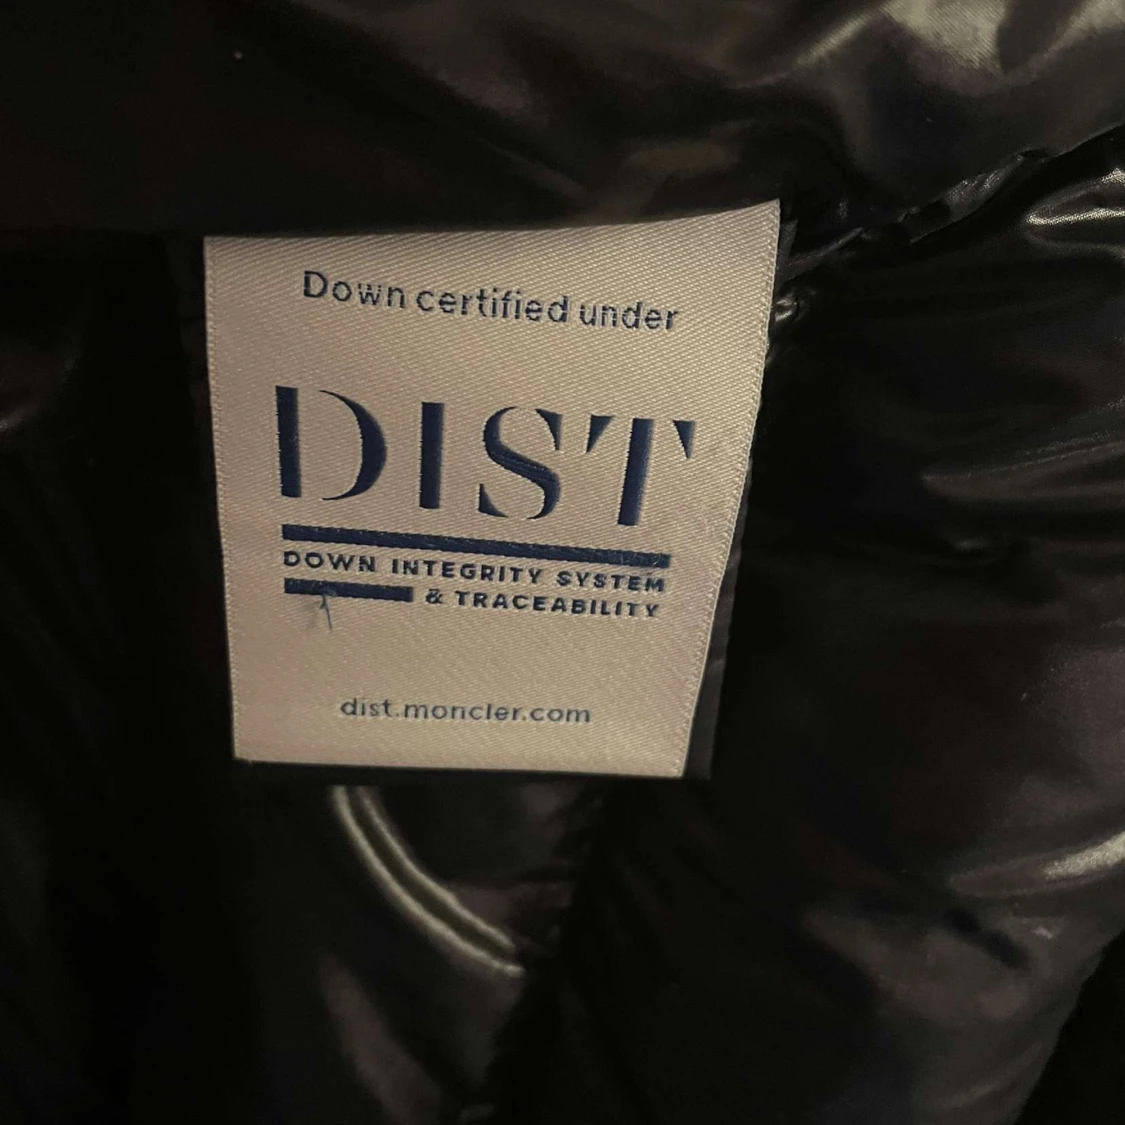 Down certified under
DIST
DOWN INTEGRITY SYSTEM
& TRACEABILITY
dist.moncler.com